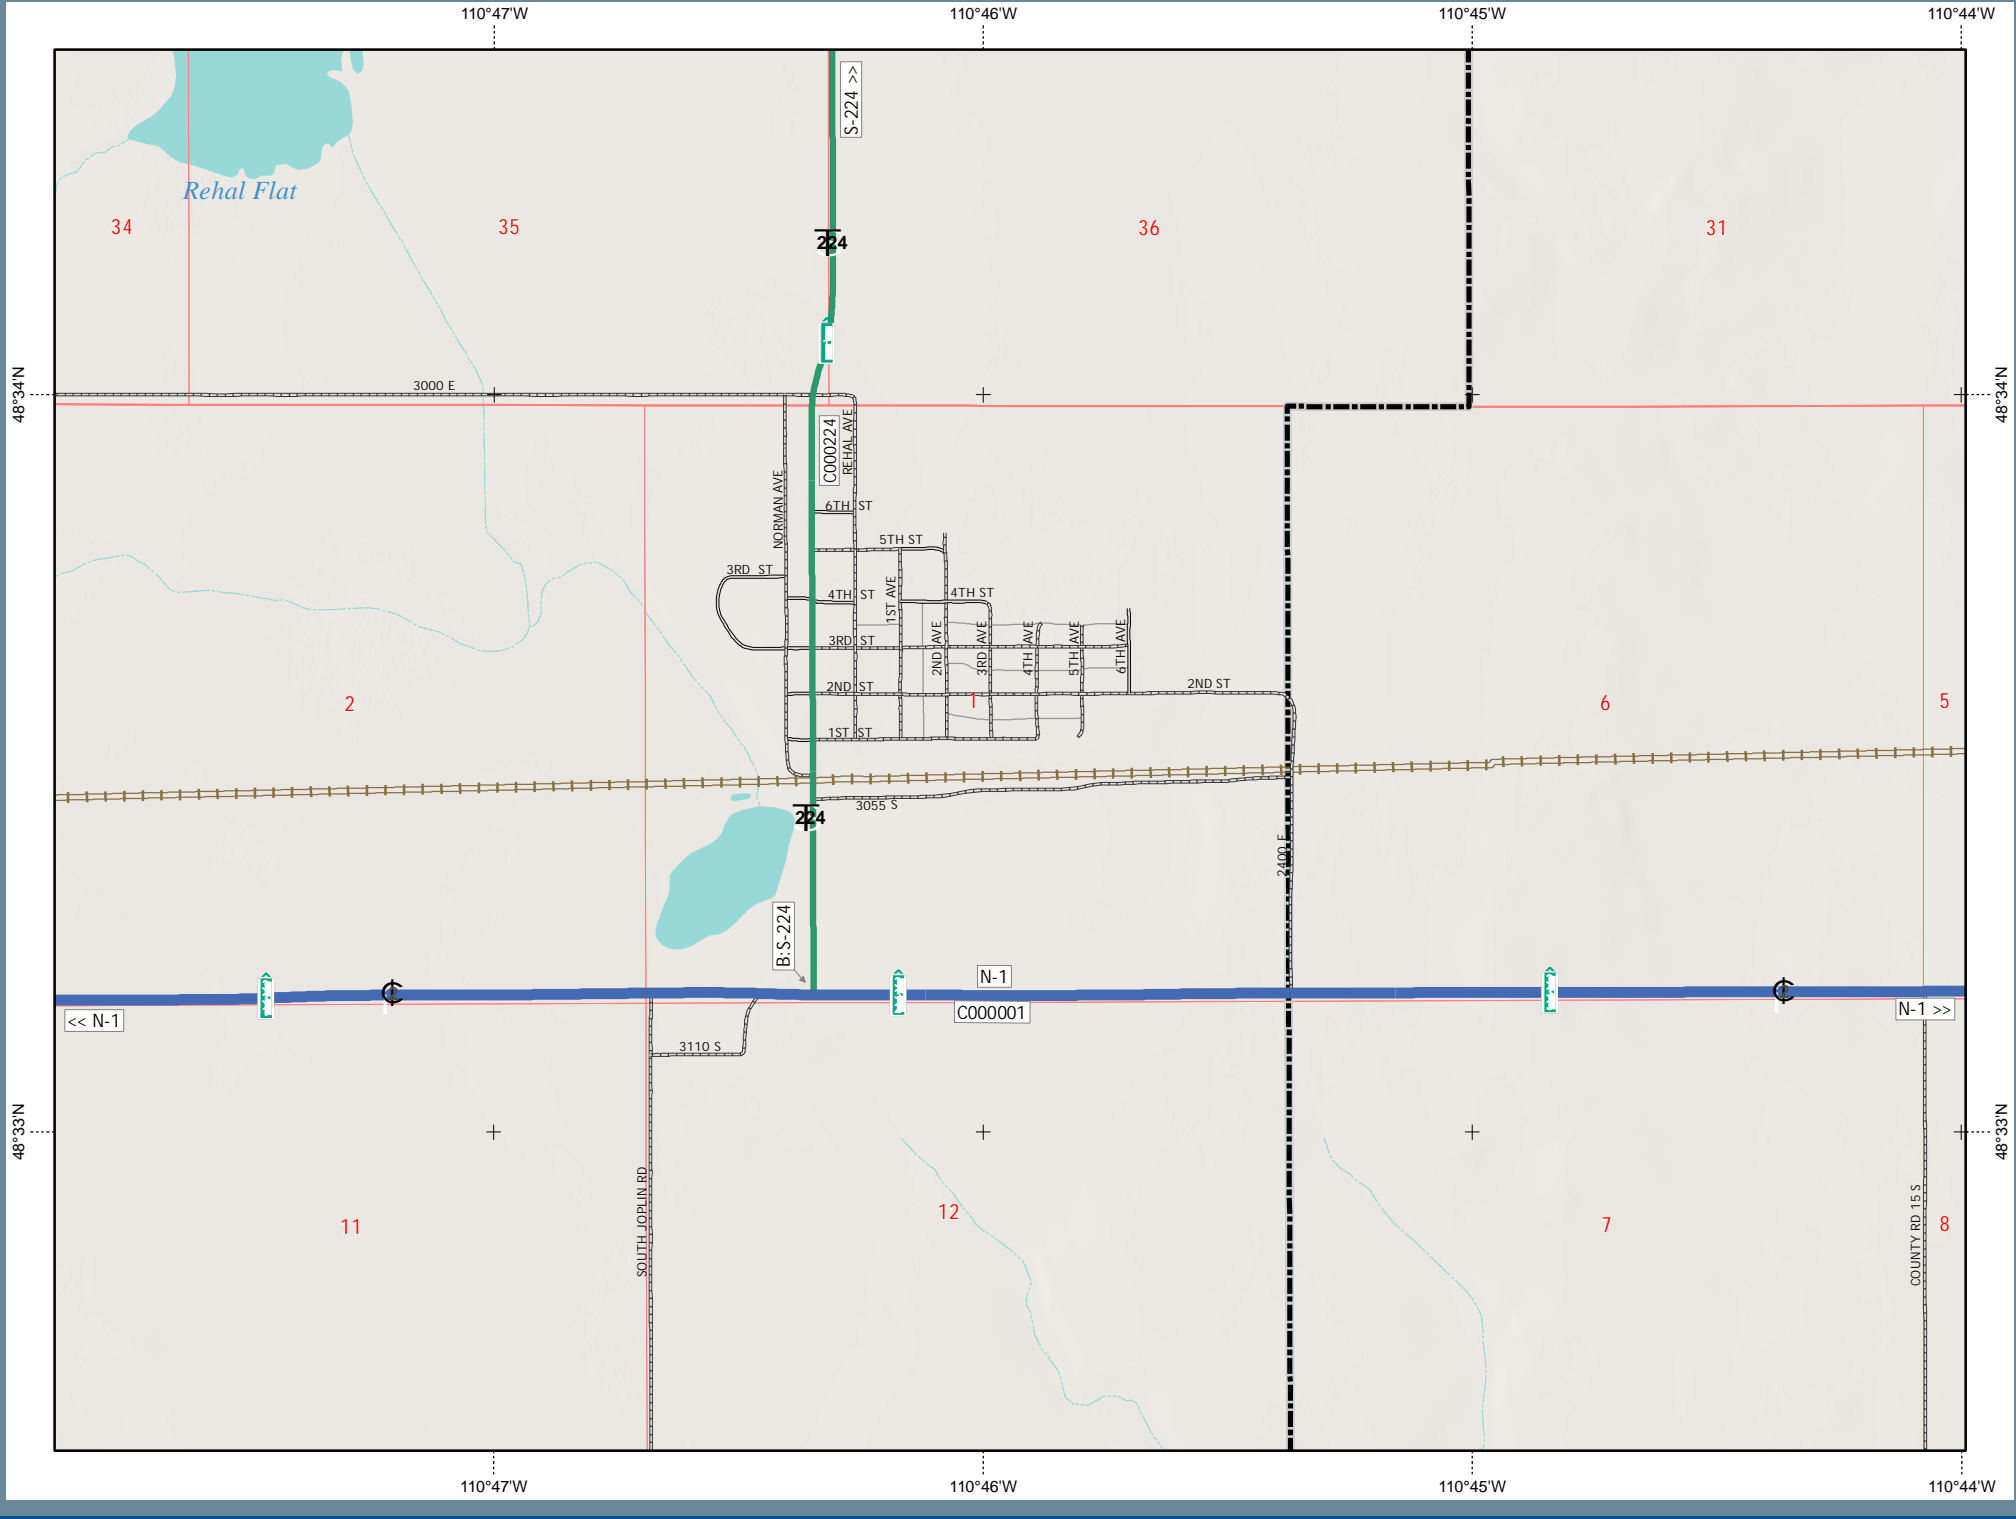 110°47'W 110°46'W 110°45'W 110°44'W
S-224 >>
Rehal Flat
34 35 36 31
224
48°34'N 48°34'N
3000 E
C000224
REHAL AVE
NORMAN AVE
6TH ST
5TH ST
3RD ST
1ST AVE
4TH ST 4TH ST
3RD ST
2ND AVE
3RD AVE
4TH AVE
5TH AVE
6TH AVE
2ND ST 2ND ST
2 1 6 5
1ST ST
3055 S
224
2400 E
B:S-224
N-1
<< N-1 C000001 N-1 >>
3110 S
48°33'N 48°33'N
SOUTH JOPLIN RD
COUNTY RD 15 S
11 12 7 8
110°47'W 110°46'W 110°45'W 110°44'W